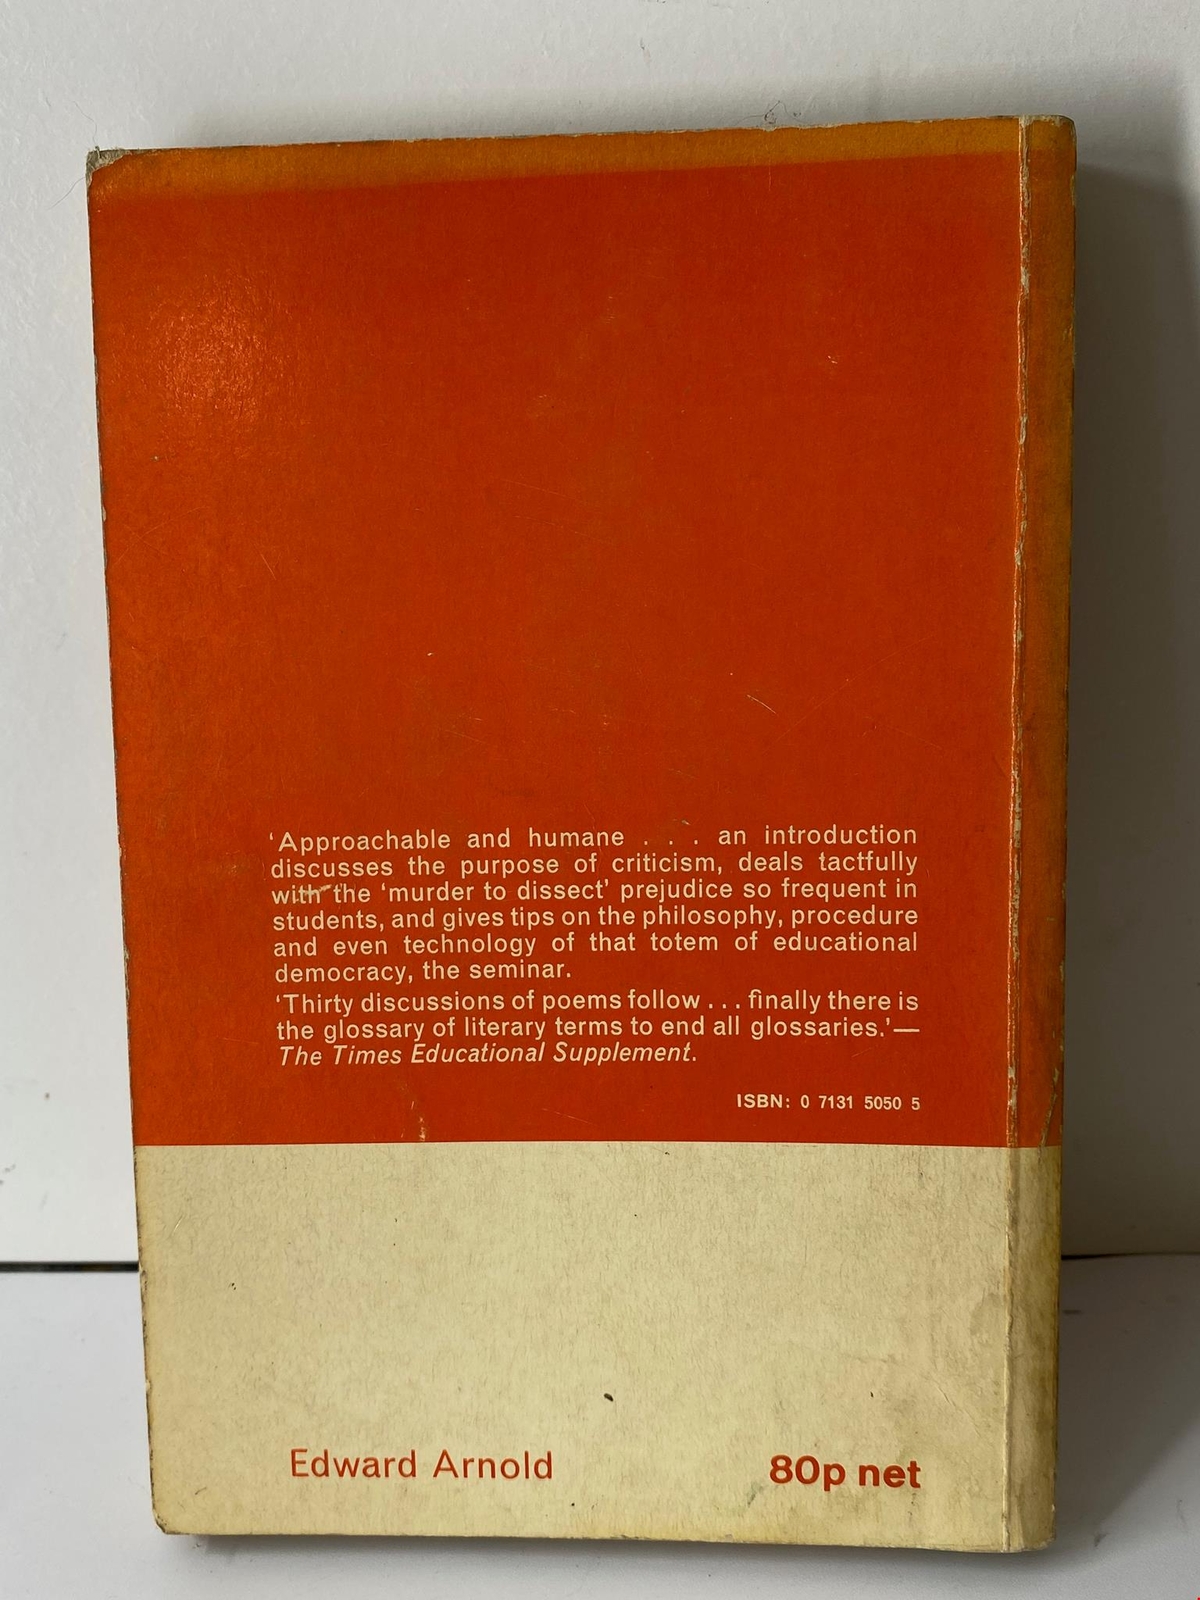 ‘Approachable and humane . . . an introduction
discusses the purpose of criticism, deals tactfully
with the ‘murder to dissect’ prejudice so frequent in
students, and gives tips on the philosophy, procedure
and even technology of that totem of educational
democracy, the seminar.
‘Thirty discussions of poems follow . . . finally there is
the glossary of literary terms to end all glossaries.’—
The Times Educational Supplement.
ISBN: 0 7131 5050 5
Edward Arnold
80p net